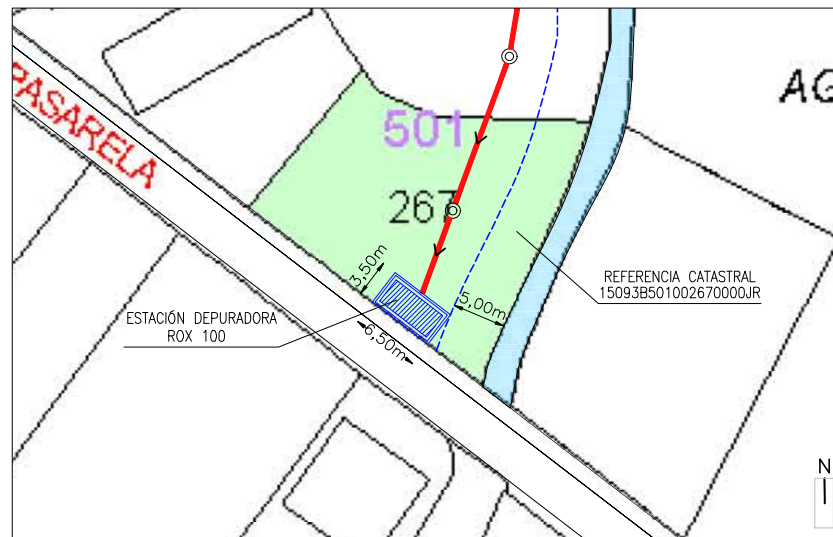 AG
PASARELA
501
267
3,50m
5,00m
6,50m
REFERENCIA CATASTRAL
15093B501002670000JR
ESTACIÓN DEPURADORA
ROX 100
N